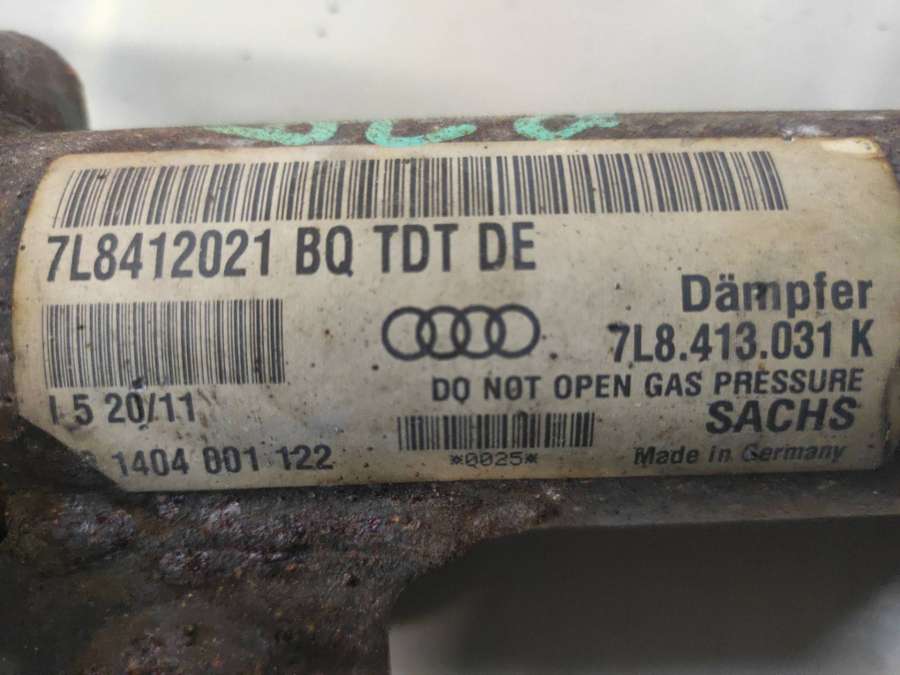 7L8412021 BQ TDT DE
Dämpfer
7L8.413.031 K
DO NOT OPEN GAS PRESSURE
5 20/11
SACHS
1404 001 122
*0025*
Made in Germany